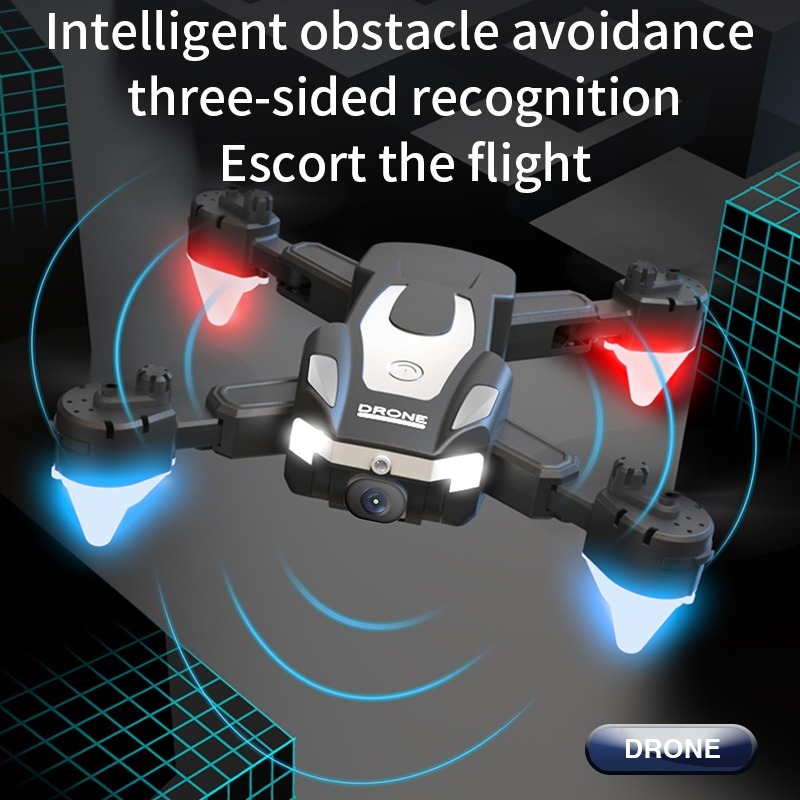 Intelligent obstacle avoidance
three-sided recognition
Escort the flight
DRONE
DRONE